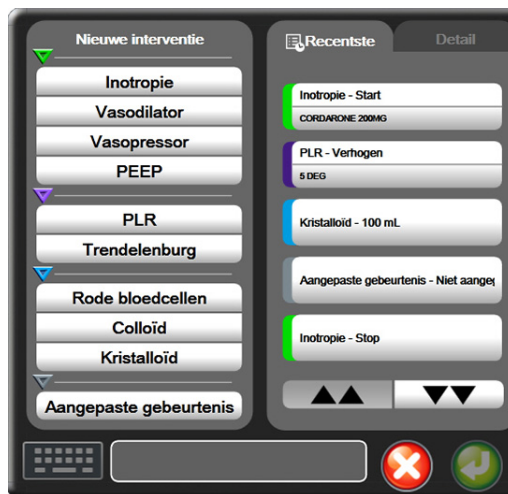 Nieuwe interventie
Inotropie
Vasodilator
Vasopressor
PEEP
PLR
Trendelenburg
Rode bloedcellen
Colloïd
Kristalloïd
Aangepaste gebeurtenis
Recentste
Detail
Inotropie - Start
CORDARONE 200MG
PLR - Verhogen
5 DEG
Kristalloïd - 100 mL
Aangepaste gebeurtenis - Niet aangep
Inotropie - Stop